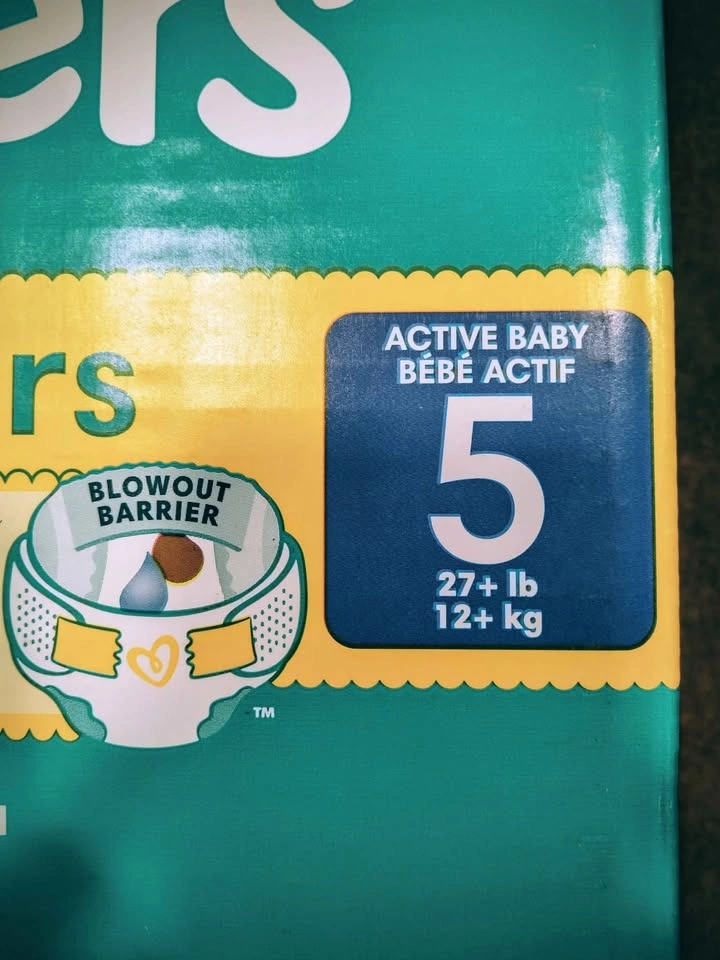 ers
rs
ACTIVE BABY
BÉBÉ ACTIF
5
27+ lb
12+ kg
BLOWOUT
BARRIER
TM